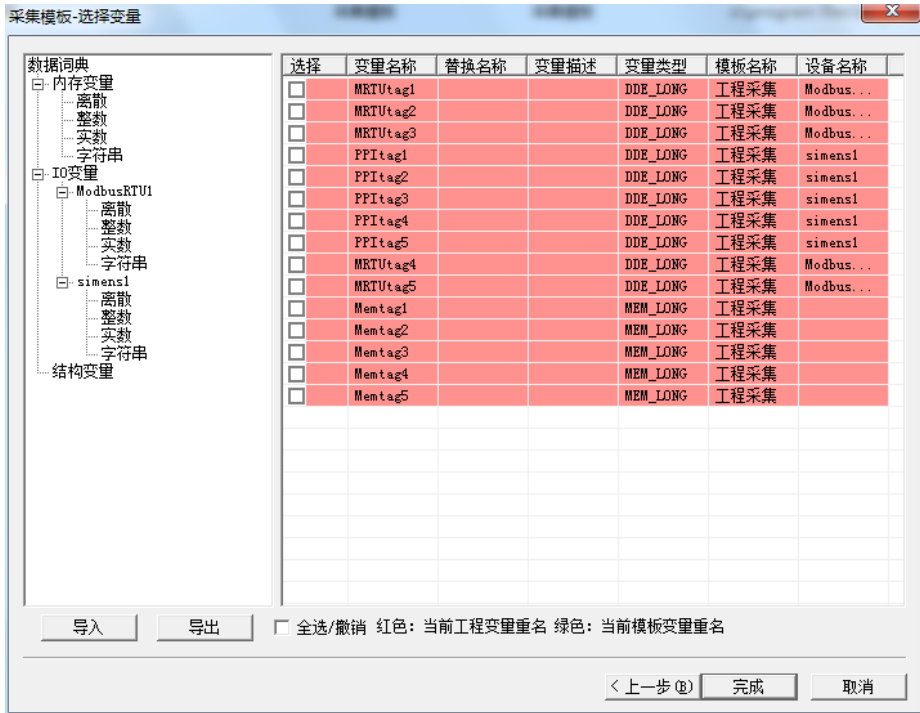 采集模板-选择变量
数据词典
内存变量
离散
整数
实数
字符串
IO变量
ModbusRTU1
离散
整数
实数
字符串
simens1
离散
整数
实数
字符串
结构变量
选择 变量名称 替换名称 变量描述 变量类型 模板名称 设备名称
MRTUtag1 DDE_LONG 工程采集 Modbus...
MRTUtag2 DDE_LONG 工程采集 Modbus...
MRTUtag3 DDE_LONG 工程采集 Modbus...
PPItag1 DDE_LONG 工程采集 simens1
PPItag2 DDE_LONG 工程采集 simens1
PPItag3 DDE_LONG 工程采集 simens1
PPItag4 DDE_LONG 工程采集 simens1
PPItag5 DDE_LONG 工程采集 simens1
MRTUtag4 DDE_LONG 工程采集 Modbus...
MRTUtag5 DDE_LONG 工程采集 Modbus...
Memtag1 MEM_LONG 工程采集
Memtag2 MEM_LONG 工程采集
Memtag3 MEM_LONG 工程采集
Memtag4 MEM_LONG 工程采集
Memtag5 MEM_LONG 工程采集
导入 导出 全选/撤销 红色：当前工程变量重名 绿色：当前模板变量重名
<上一步(B) 完成 取消